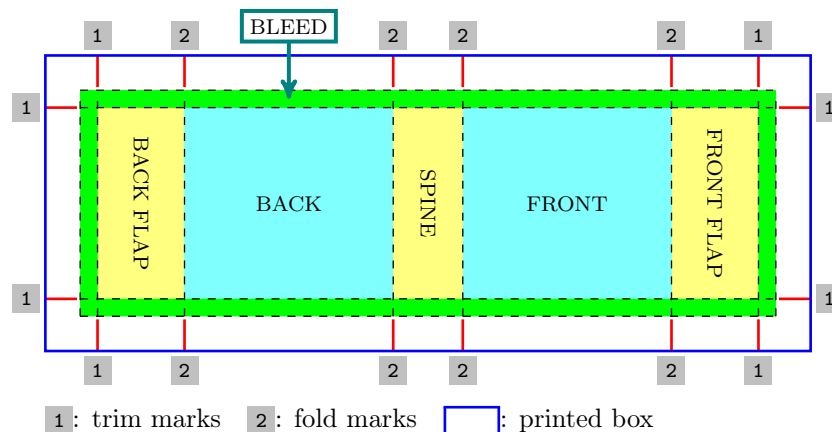 BLEED
1 2 2 2 2 1
1 1
BACK FLAP BACK SPINE FRONT FRONT FLAP
1 1
1 2 2 2 2 1
1: trim marks 2: fold marks : printed box